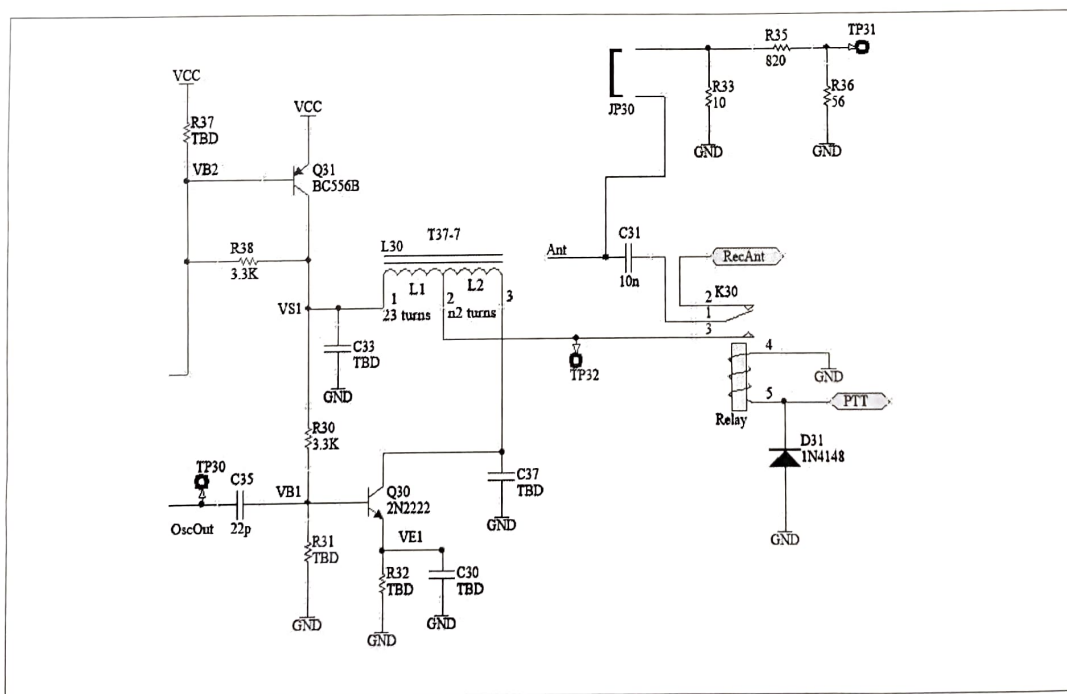 R35
820
TP31
R33
10
R36
56
GND
GND
JP30
VCC
VCC
R37
TBD
VB2
Q31
BC556B
R38
3.3K
L30
T37-7
Ant
C31
10n
RecAnt
L1
L2
1
2
3
23 turns
n2 turns
VS1
C33
TBD
GND
2
K30
1
3
TP32
4
GND
5
PTT
Relay
D31
1N4148
GND
R30
3.3K
TP30
C35
VB1
22p
OscOut
Q30
2N2222
C37
TBD
GND
R31
TBD
VE1
R32
TBD
C30
TBD
GND
GND
GND